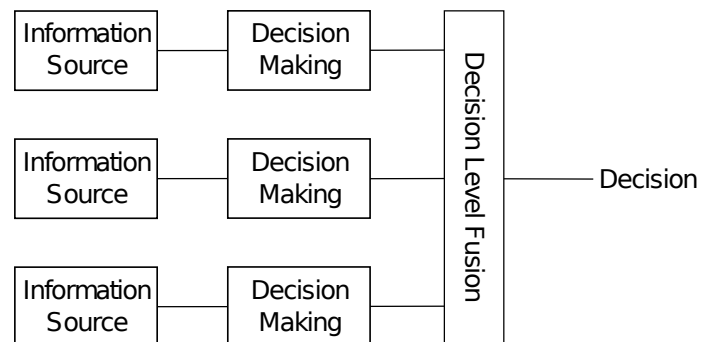 Information
Source
Decision
Making
Information
Source
Decision
Making
Information
Source
Decision
Making
Decision Level Fusion
Decision